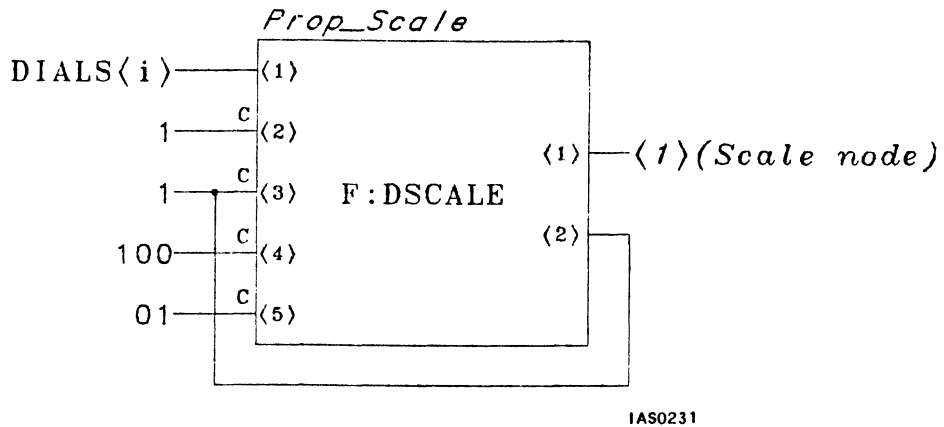 Prop_Scale
DIALS⟨i⟩ ⟨1⟩
1 C ⟨2⟩
⟨1⟩ ⟨1⟩(Scale node)
1 C ⟨3⟩ F:DSCALE
⟨2⟩
100 C ⟨4⟩
01 C ⟨5⟩
IAS0231